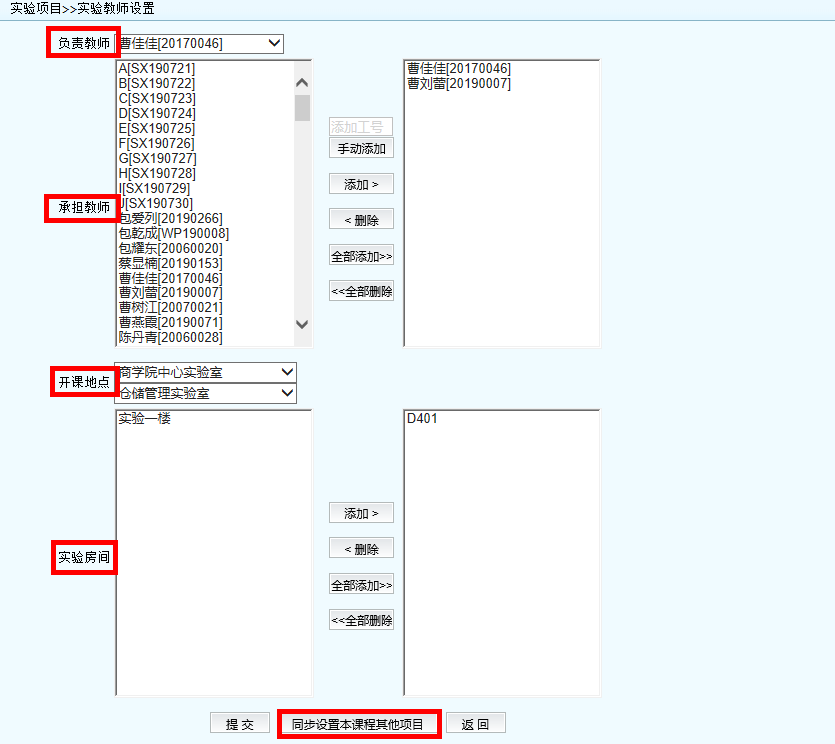 实验项目>>实验教师设置
负责教师 曹佳佳[20170046]
承担教师
A[SX190721]
B[SX190722]
C[SX190723]
D[SX190724]
E[SX190725]
F[SX190726]
G[SX190727]
H[SX190728]
I[SX190729]
J[SX190730]
包爱列[20190266]
包乾成[WP190008]
包耀东[20060020]
蔡显楠[20190153]
曹佳佳[20170046]
曹刘蕾[20190007]
曹树江[20070021]
曹燕霞[20190071]
陈丹青[20060028]
添加工号
手动添加
添加 >
< 删除
全部添加>>
<<全部删除
曹佳佳[20170046]
曹刘蕾[20190007]
开课地点
商学院中心实验室
仓储管理实验室
实验房间
实验一楼
添加 >
< 删除
全部添加>>
<<全部删除
D401
提 交 同步设置本课程其他项目 返 回